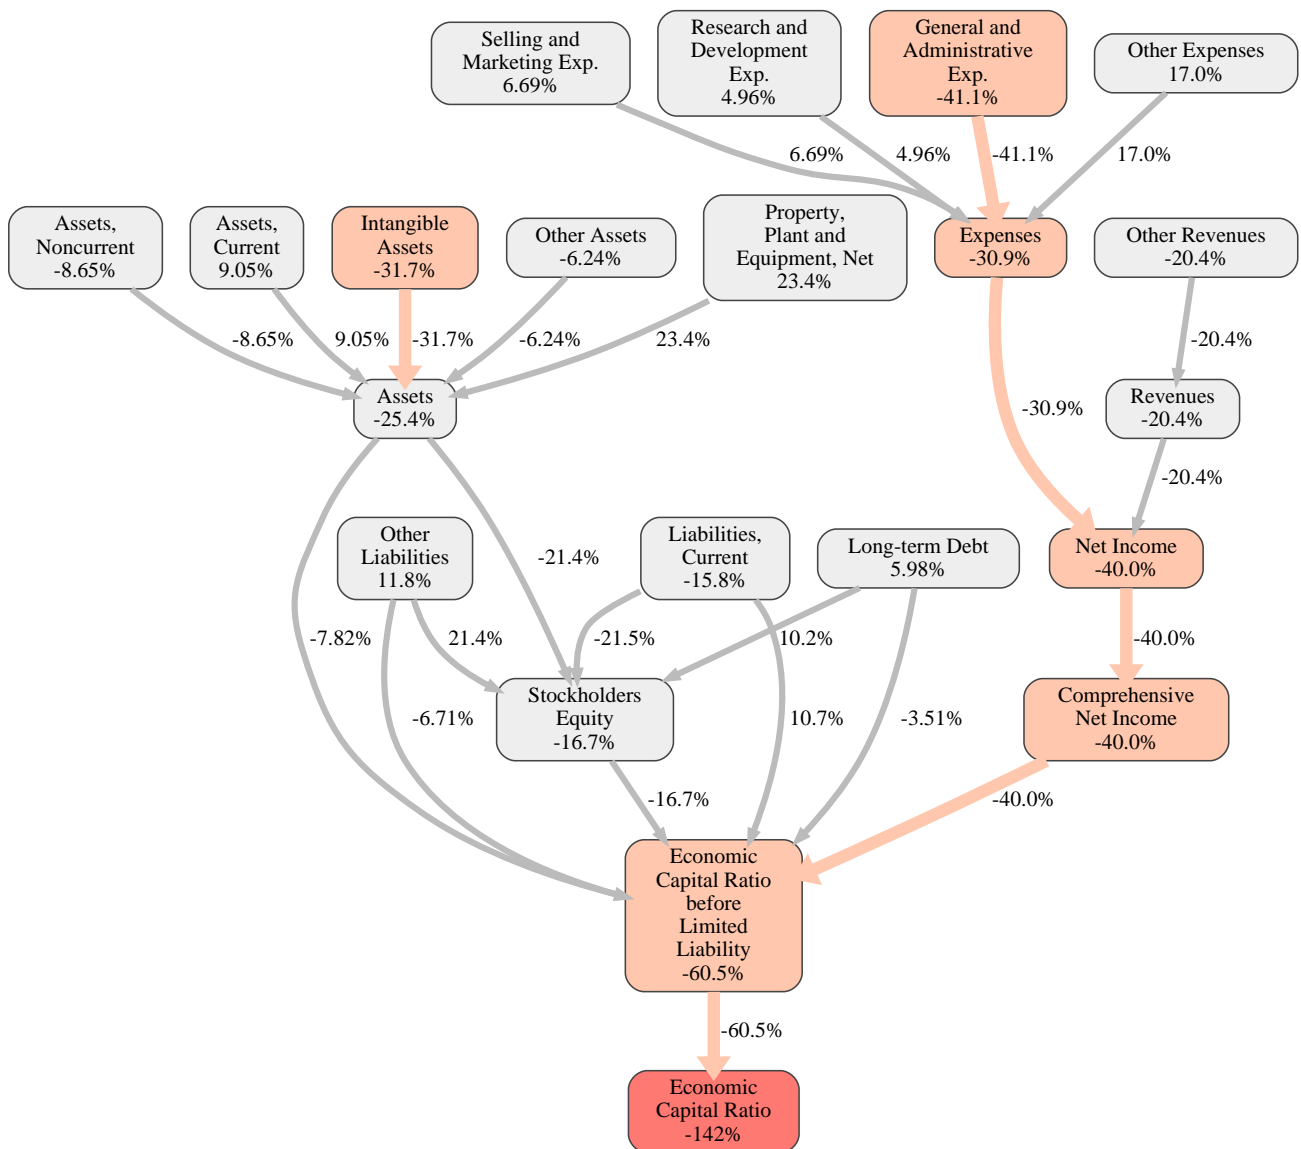 Selling and
Marketing Exp.
6.69%
Research and
Development
Exp.
4.96%
General and
Administrative
Exp.
-41.1%
Other Expenses
17.0%
6.69%
4.96%
-41.1%
17.0%
Assets,
Noncurrent
-8.65%
Assets,
Current
9.05%
Intangible
Assets
-31.7%
Other Assets
-6.24%
Property,
Plant and
Equipment, Net
23.4%
Expenses
-30.9%
Other Revenues
-20.4%
-8.65%
9.05%
-31.7%
-6.24%
23.4%
-20.4%
Assets
-25.4%
-30.9%
Revenues
-20.4%
-20.4%
Other
Liabilities
11.8%
-21.4%
Liabilities,
Current
-15.8%
Long-term Debt
5.98%
Net Income
-40.0%
-7.82%
21.4%
-21.5%
10.2%
-40.0%
-6.71%
Stockholders
Equity
-16.7%
10.7%
-3.51%
Comprehensive
Net Income
-40.0%
-16.7%
-40.0%
Economic
Capital Ratio
before
Limited
Liability
-60.5%
-60.5%
Economic
Capital Ratio
-142%